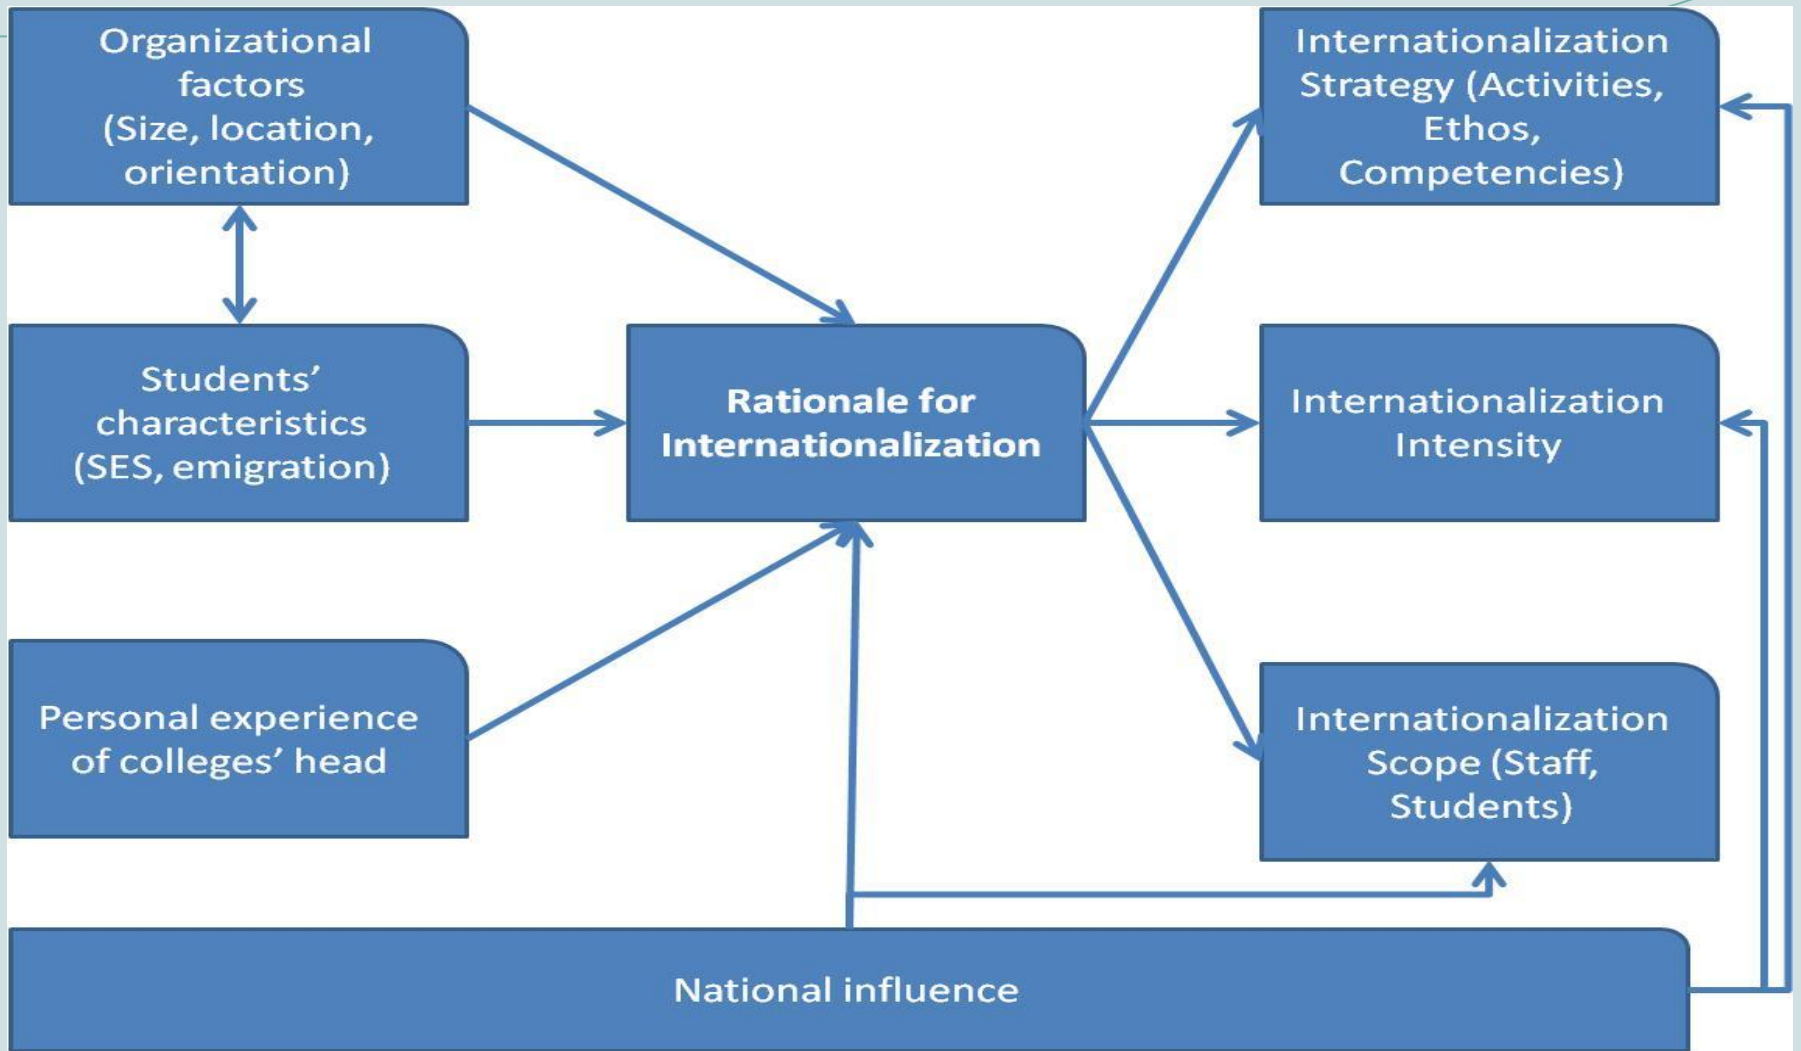 Organizational
factors
(Size, location,
orientation)
Students’
characteristics
(SES, emigration)
Personal experience
of colleges’ head
Rationale for
Internationalization
Internationalization
Strategy (Activities,
Ethos,
Competencies)
Internationalization
Intensity
Internationalization
Scope (Staff,
Students)
National influence